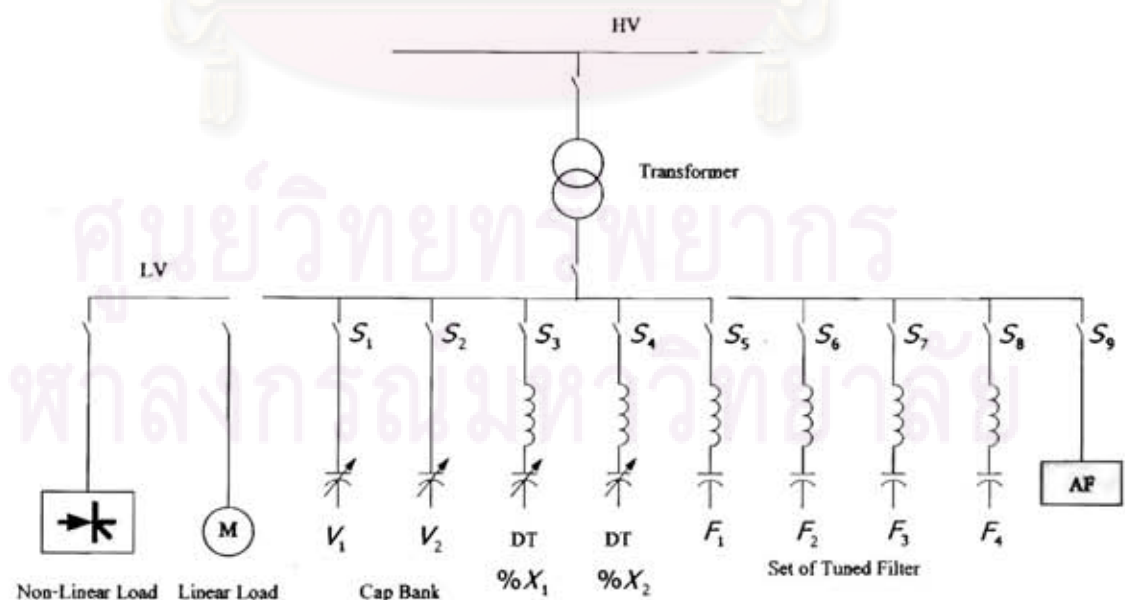 HV
Transformer
ศูนย์วิทยทรัพยากร
LV
S₁ S₂ S₃ S₄ S₅ S₆ S₇ S₈ S₉
จุฬาลงกรณ์มหาวิทยาลัย
AF
M
V₁ V₂ DT DT F₁ F₂ F₃ F₄
%X₁ %X₂ Set of Tuned Filter
Non-Linear Load Linear Load Cap Bank